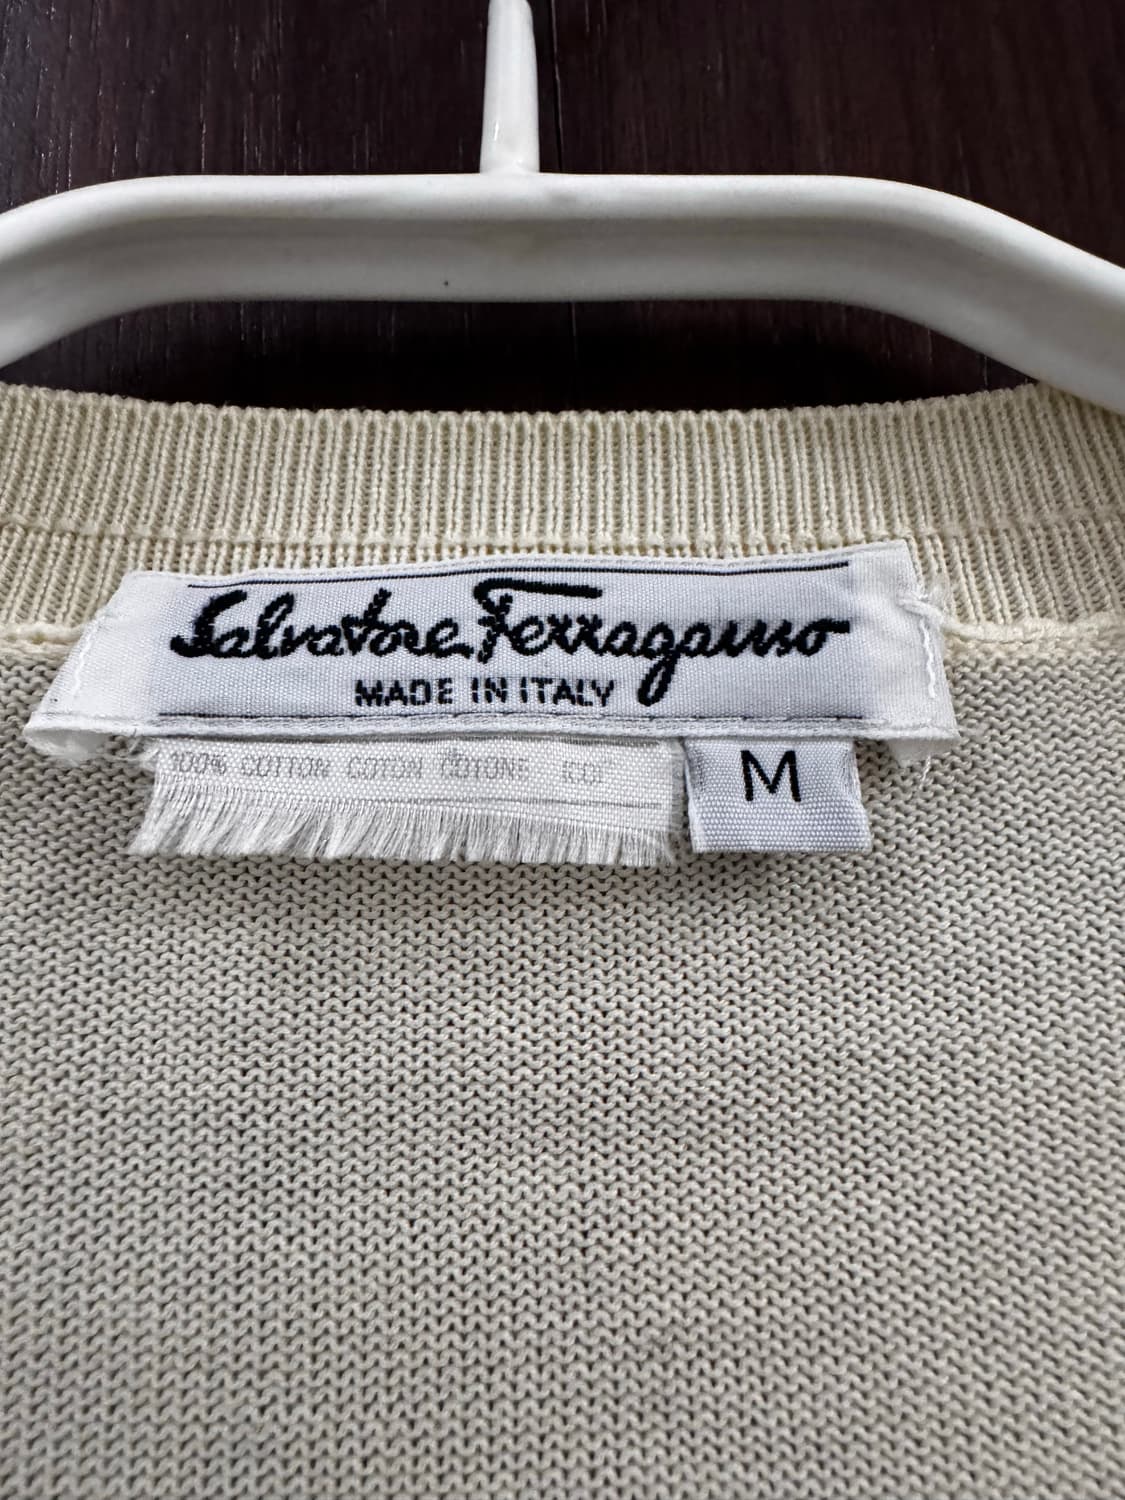 Salvatore Ferragamo
MADE IN ITALY
100% COTTON COTON COTONE
M